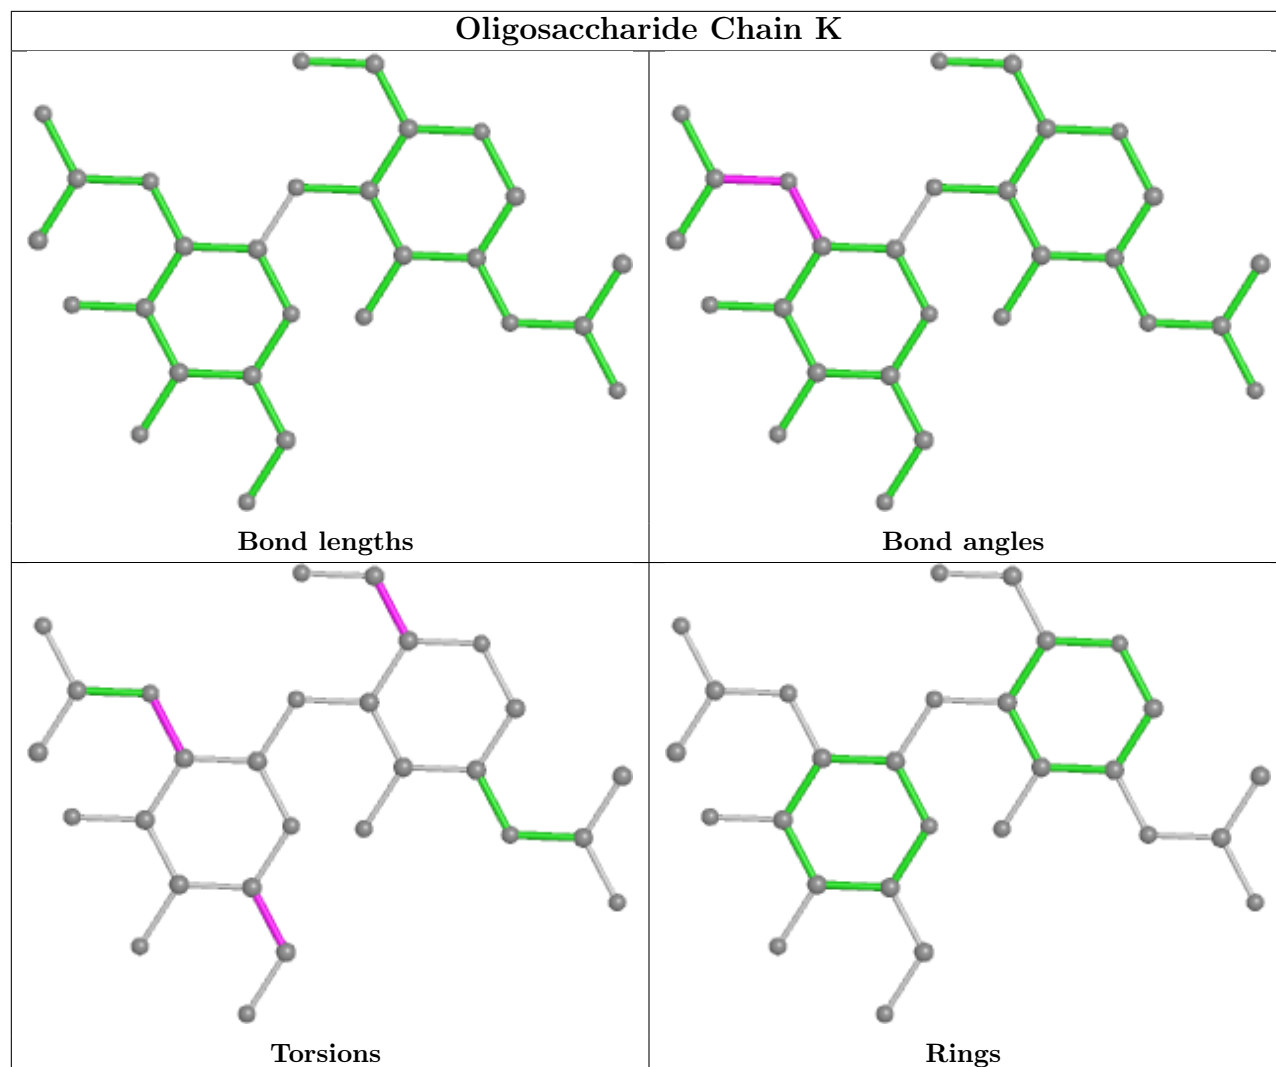 Oligosaccharide Chain K
Bond lengths
Bond angles
Torsions
Rings